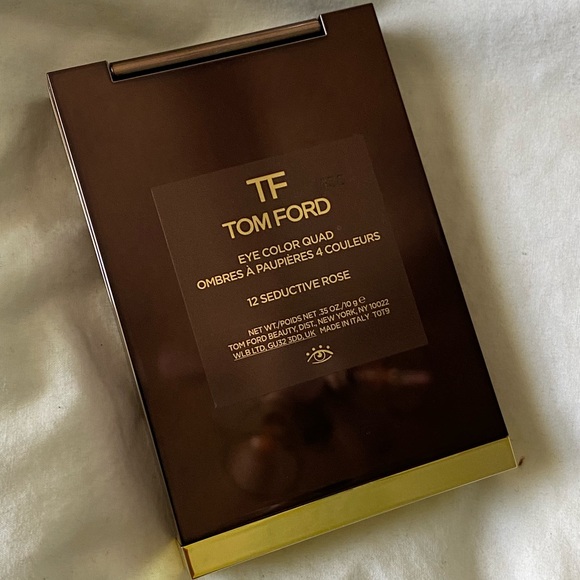 TF
TOM FORD
EYE COLOR QUAD
OMBRES À PAUPIÈRES 4 COULEURS
12 SEDUCTIVE ROSE
NET WT./POIDS NET .35 OZ./10 g ℮
TOM FORD BEAUTY, DIST., NEW YORK, NY 10022
WLB LTD, GU32 3DD, UK MADE IN ITALY T0T9